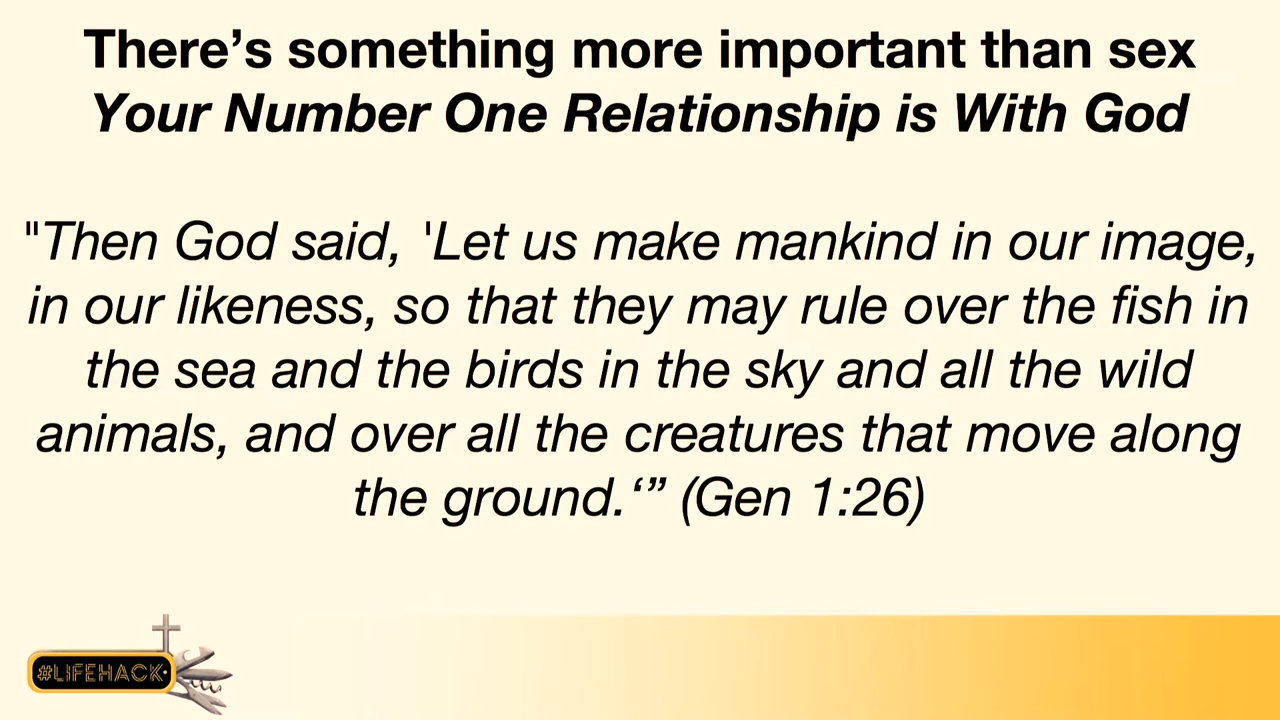 There’s something more important than sex
Your Number One Relationship is With God
"Then God said, 'Let us make mankind in our image,
in our likeness, so that they may rule over the fish in
the sea and the birds in the sky and all the wild
animals, and over all the creatures that move along
the ground.‘” (Gen 1:26)
#LIFEHACK